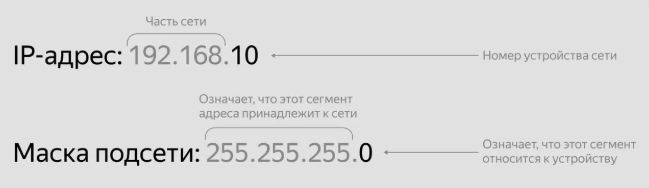 Часть сети
IP-адрес: 192.168.10
Номер устройства сети
Означает, что этот сегмент
адреса принадлежит к сети
Маска подсети: 255.255.255.0
Означает, что этот сегмент
относится к устройству